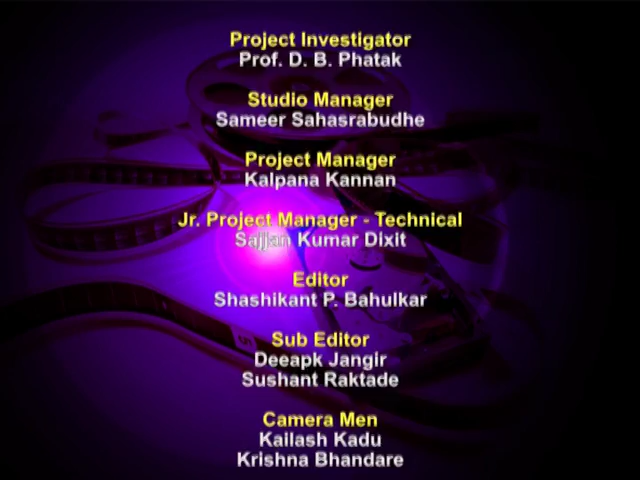 Project Investigator
Prof. D. B. Phatak
Studio Manager
Sameer Sahasrabudhe
Project Manager
Kalpana Kannan
Jr. Project Manager - Technical
Sajjan Kumar Dixit
Editor
Shashikant P. Bahulkar
Sub Editor
Deeapk Jangir
Sushant Raktade
Camera Men
Kailash Kadu
Krishna Bhandare